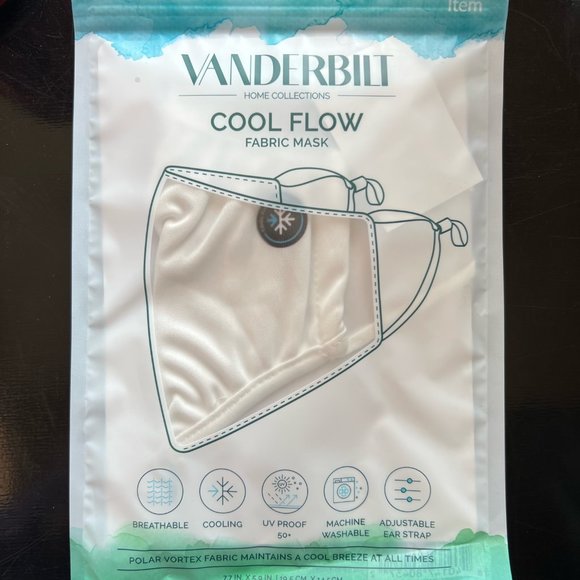 Item
VANDERBILT
HOME COLLECTIONS
COOL FLOW
FABRIC MASK
BREATHABLE
COOLING
UV
UV PROOF
50+
MACHINE
WASHABLE
ADJUSTABLE
EAR STRAP
POLAR VORTEX FABRIC MAINTAINS A COOL BREEZE AT ALL TIMES